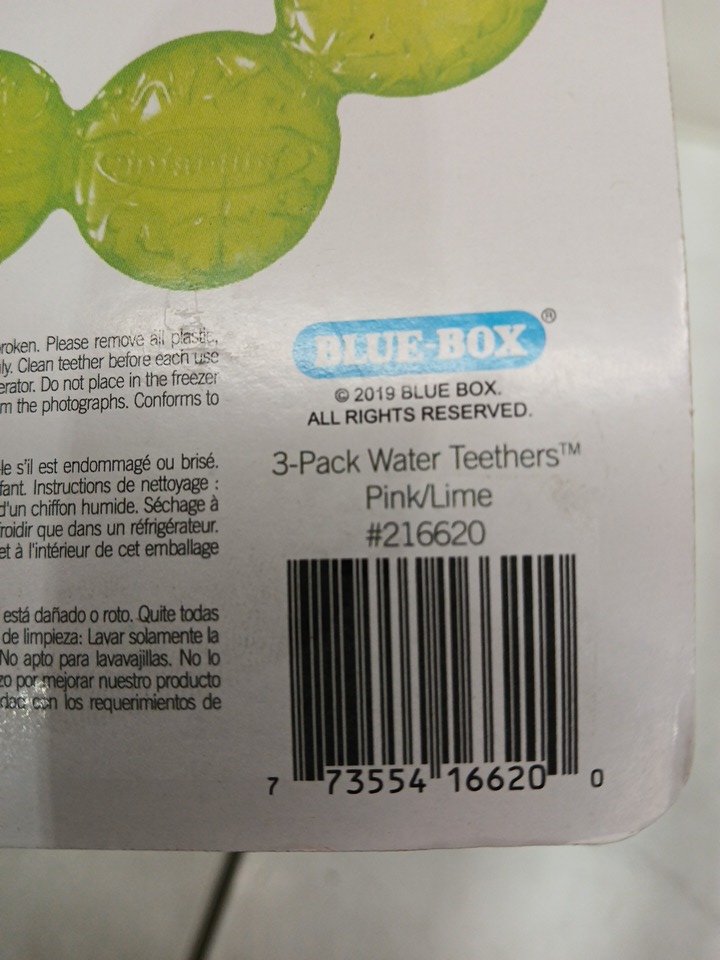 roken. Please remove all plastic,
ily. Clean teether before each use
erator. Do not place in the freezer
m the photographs. Conforms to
le s'il est endommagé ou brisé.
fant. Instructions de nettoyage :
d'un chiffon humide. Séchage à
roidir que dans un réfrigérateur.
et à l'intérieur de cet emballage
está dañado o roto. Quite todas
de limpieza: Lavar solamente la
No apto para lavavajillas. No lo
zo por mejorar nuestro producto
con los requerimientos de
BLUE-BOX®
© 2019 BLUE BOX.
ALL RIGHTS RESERVED.
3-Pack Water Teethers™
Pink/Lime
#216620
7 73554 16620 0